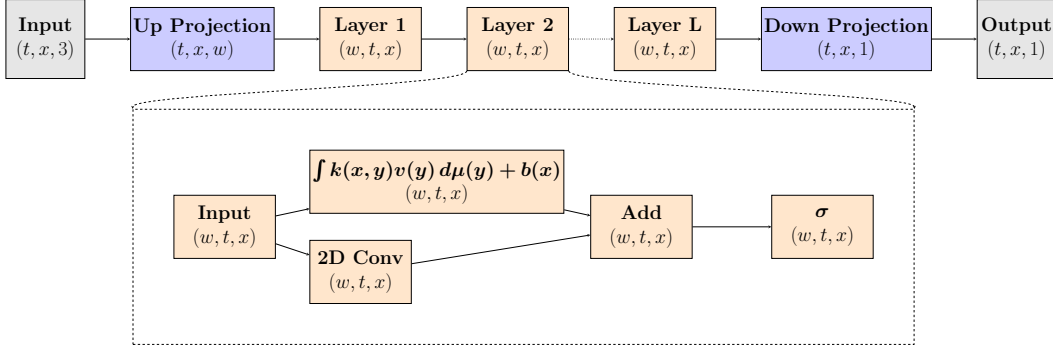 Input
(t, x, 3)
Up Projection
(t, x, w)
Layer 1
(w, t, x)
Layer 2
(w, t, x)
Layer L
(w, t, x)
Down Projection
(t, x, 1)
Output
(t, x, 1)
∫ k(x, y)v(y) dμ(y) + b(x)
(w, t, x)
Input
(w, t, x)
2D Conv
(w, t, x)
Add
(w, t, x)
σ
(w, t, x)